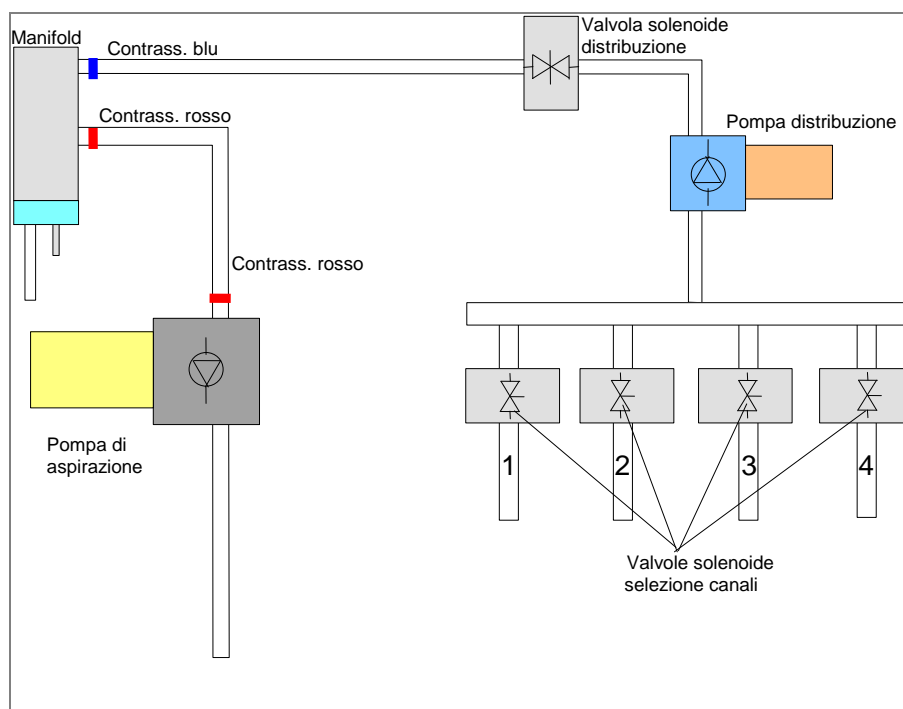 Manifold
Contrass. blu
Valvola solenoide
distribuzione
Contrass. rosso
Pompa distribuzione
Contrass. rosso
Pompa di
aspirazione
1 2 3 4
Valvole solenoide
selezione canali